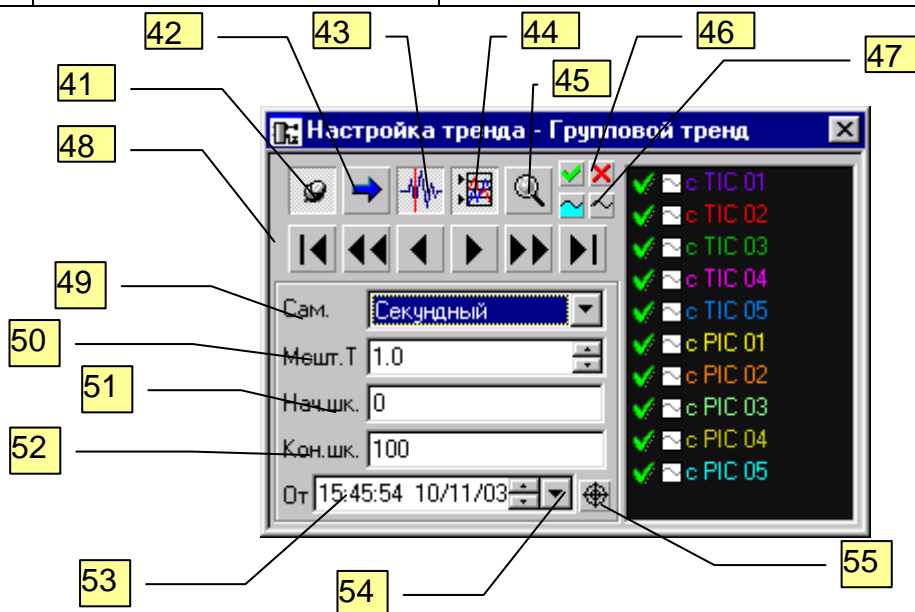 42
43
44
46
47
41
45
48
Настройка тренда - Групповой тренд
с TIC 01
с TIC 02
с TIC 03
с TIC 04
с TIC 05
с PIC 01
с PIC 02
с PIC 03
с PIC 04
с PIC 05
49
Сам. Секундный
50
Мошт.Т 1.0
51
Нач.шк. 0
52
Кон.шк. 100
От 15:45:54 10/11/03
53
54
55